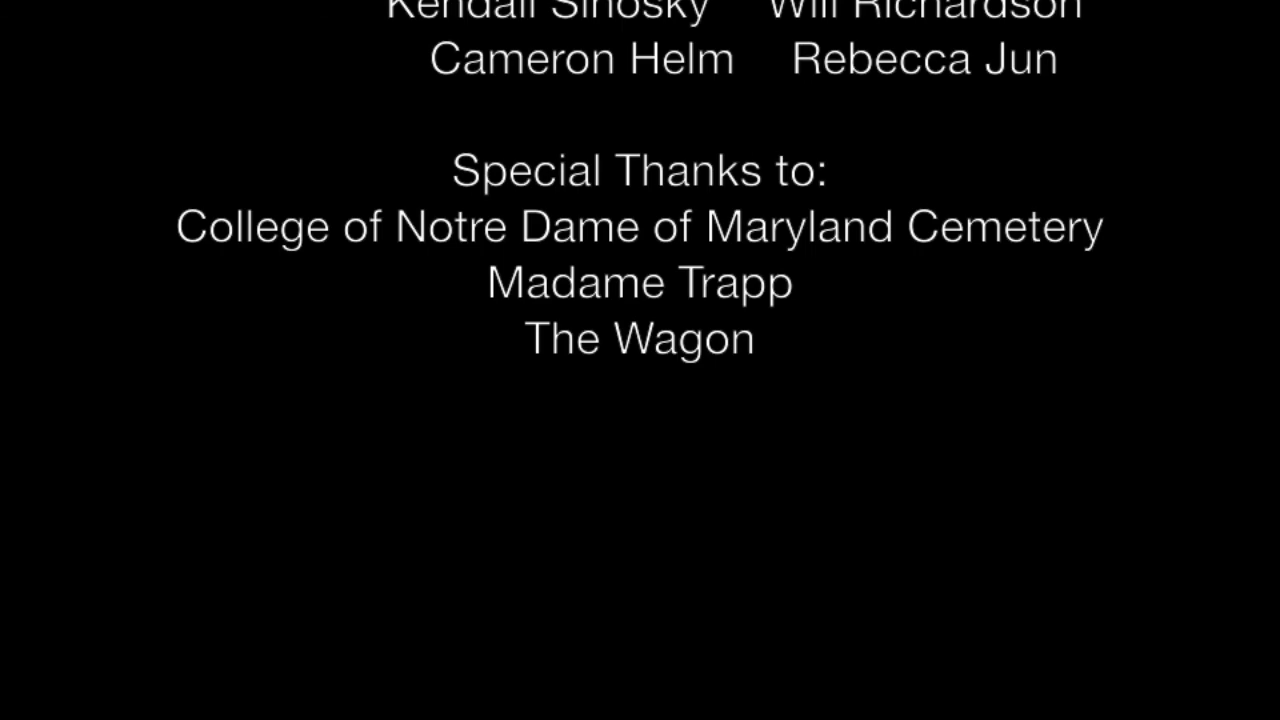 Kendall Sinosky Will Richardson
Cameron Helm Rebecca Jun
Special Thanks to:
College of Notre Dame of Maryland Cemetery
Madame Trapp
The Wagon